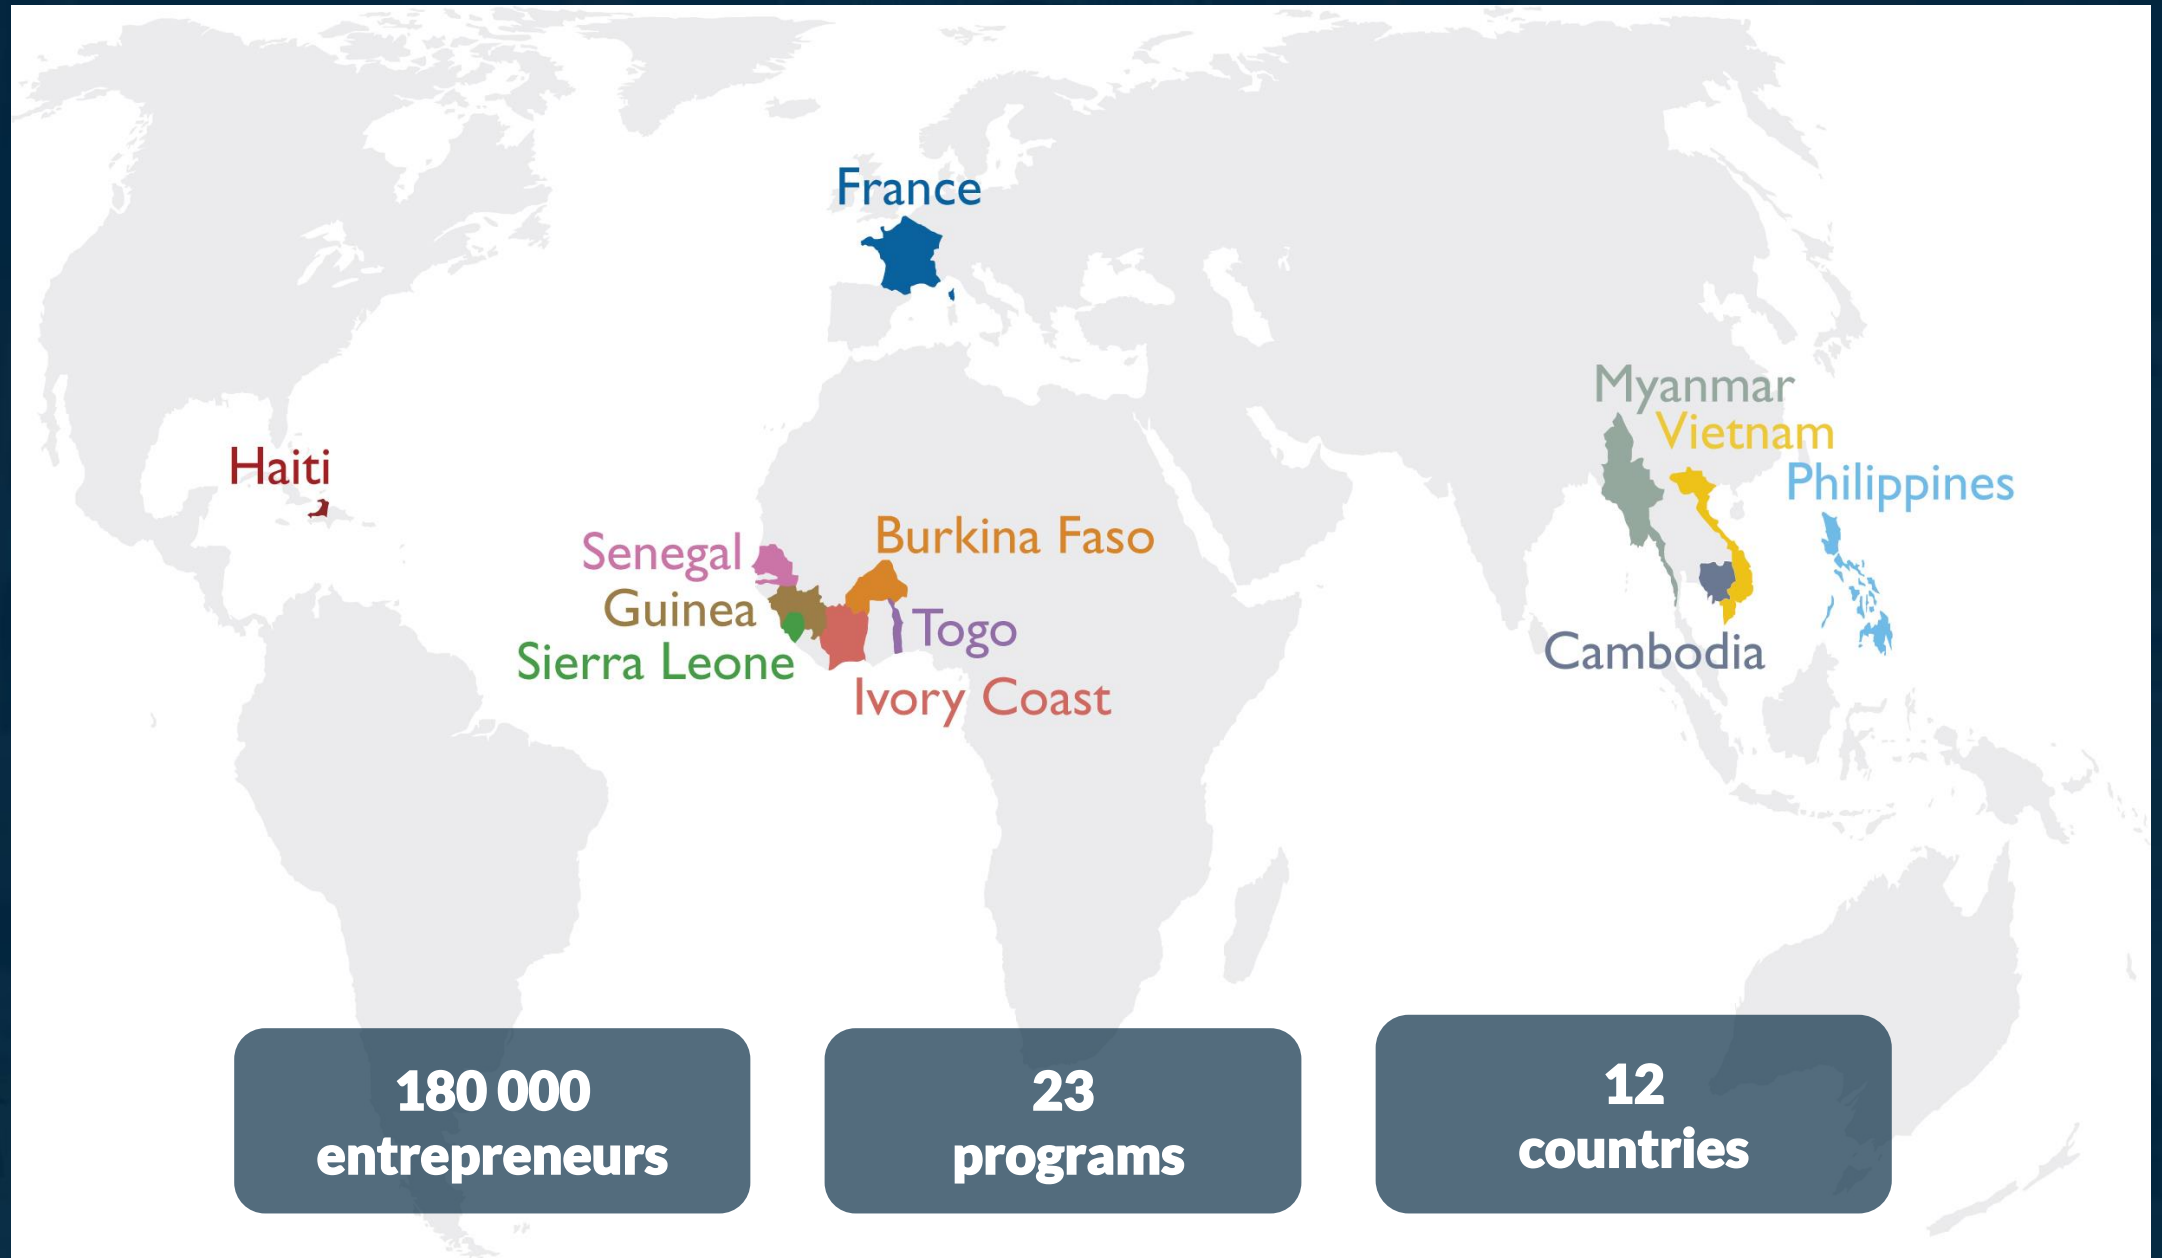 France
Myanmar
Vietnam
Haiti
Philippines
Burkina Faso
Senegal
Guinea
Togo
Sierra Leone
Cambodia
Ivory Coast
180 000
entrepreneurs
23
programs
12
countries